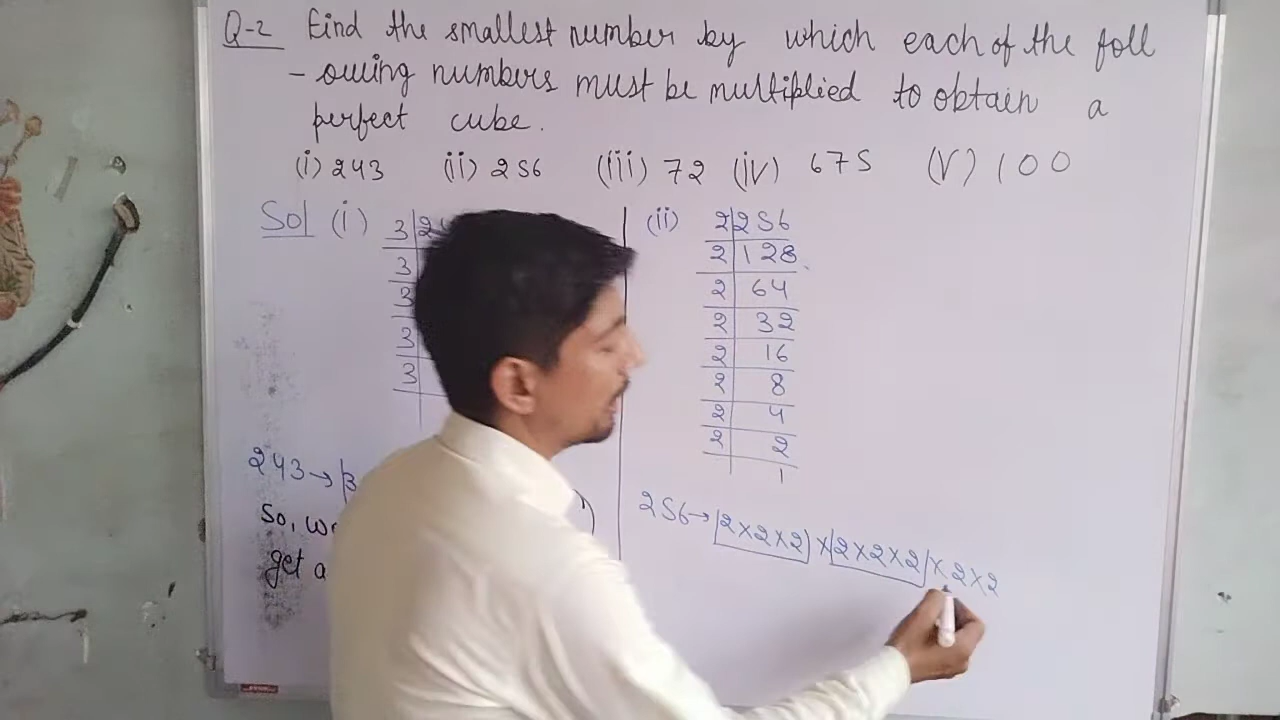 Q-2 Find the smallest number by which each of the foll
- owing numbers must be multiplied to obtain a
perfect cube.
(i) 243 (ii) 256 (iii) 72 (iv) 675 (V) 100
Sol (i)
3|2
3
3
3
3
243→|3
So, we
get a
(ii)
2|256
2|128
2|64
2|32
2|16
2|8
2|4
2|2
|1
256→|2×2×2|×|2×2×2|×2×2